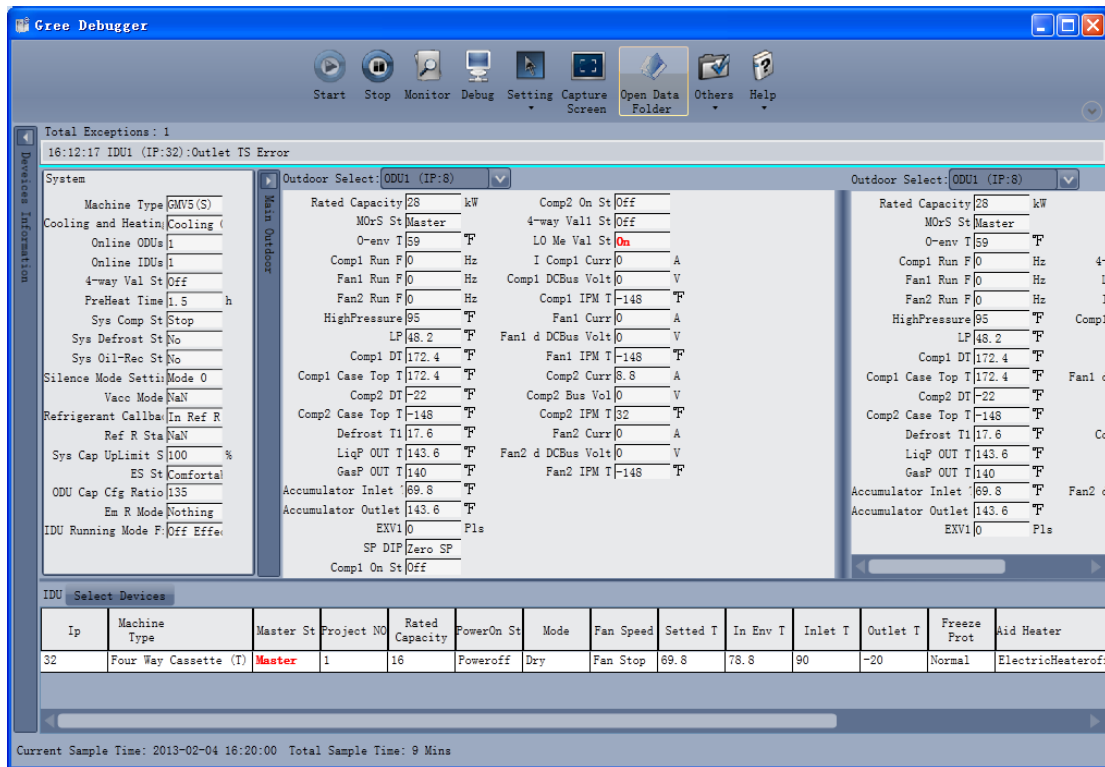 Gree Debugger
Start Stop Monitor Debug Setting Capture Screen Open Data Folder Others Help
Total Exceptions: 1
16:12:17 IDU1 (IP:32):Outlet TS Error
Deveices Information
System
Machine Type GMV5(S)
Cooling and Heatin Cooling (
Online ODUs 1
Online IDUs 1
4-way Val St Off
PreHeat Time 1.5 h
Sys Comp St Stop
Sys Defrost St No
Sys Oil-Rec St No
Silence Mode Setti Mode 0
Vacc Mode NaN
Refrigerant Callba In Ref R
Ref R Sta NaN
Sys Cap UpLimit S 100 %
ES St Comforta
ODU Cap Cfg Ratio 135
Em R Mode Nothing
IDU Running Mode F: Off Effe
Main Outdoor
Outdoor Select: ODU1 (IP:8)
Rated Capacity 28 kW
MOrS St Master
O-env T 59 ℉
Comp1 Run F 0 Hz
Fan1 Run F 0 Hz
Fan2 Run F 0 Hz
HighPressure 95 ℉
LP 48.2 ℉
Comp1 DT 172.4 ℉
Comp1 Case Top T 172.4 ℉
Comp2 DT -22 ℉
Comp2 Case Top T -148 ℉
Defrost T1 17.6 ℉
LiqP OUT T 143.6 ℉
GasP OUT T 140 ℉
Accumulator Inlet 69.8 ℉
Accumulator Outlet 143.6 ℉
EXV1 0 Pls
SP DIP Zero SP
Comp1 On St Off
Comp2 On St Off
4-way Val1 St Off
LO Me Val St On
I Comp1 Curr 0 A
Comp1 DCBus Volt 0 V
Comp1 IPM T -148 ℉
Fan1 Curr 0 A
Fan1 d DCBus Volt 0 V
Fan1 IPM T -148 ℉
Comp2 Curr 8.8 A
Comp2 Bus Vol 0 V
Comp2 IPM T 32 ℉
Fan2 Curr 0 A
Fan2 d DCBus Volt 0 V
Fan2 IPM T -148 ℉
Outdoor Select: ODU1 (IP:8)
Rated Capacity 28 kW
MOrS St Master
O-env T 59 ℉
Comp1 Run F 0 Hz 4-
Fan1 Run F 0 Hz
Fan2 Run F 0 Hz
HighPressure 95 ℉ Comp1
LP 48.2 ℉
Comp1 DT 172.4 ℉
Comp1 Case Top T 172.4 ℉ Fan1
Comp2 DT -22 ℉
Comp2 Case Top T -148 ℉
Defrost T1 17.6 ℉
LiqP OUT T 143.6 ℉
GasP OUT T 140 ℉
Accumulator Inlet 69.8 ℉ Fan2
Accumulator Outlet 143.6 ℉
EXV1 0 Pls
IDU Select Devices
Ip Machine Type Master St Project NO Rated Capacity PowerOn St Mode Fan Speed Setted T In Env T Inlet T Outlet T Freeze Prot Aid Heater
32 Four Way Cassette (T) Master 1 16 Poweroff Dry Fan Stop 69.8 78.8 90 -20 Normal ElectricHeaterof
Current Sample Time: 2013-02-04 16:20:00 Total Sample Time: 9 Mins